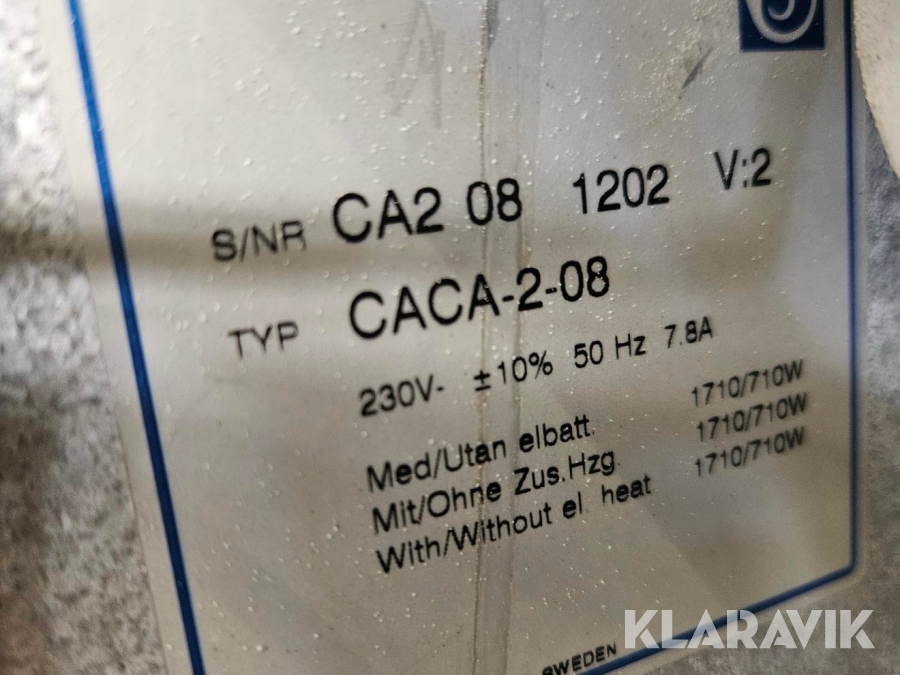 S/NR CA2 08 1202 V:2
TYP CACA-2-08
230V- ±10% 50 Hz 7.8A
Med/Utan elbatt. 1710/710W
Mit/Ohne Zus.Hzg. 1710/710W
With/Without el. heat 1710/710W
SWEDEN
KLARAVIK